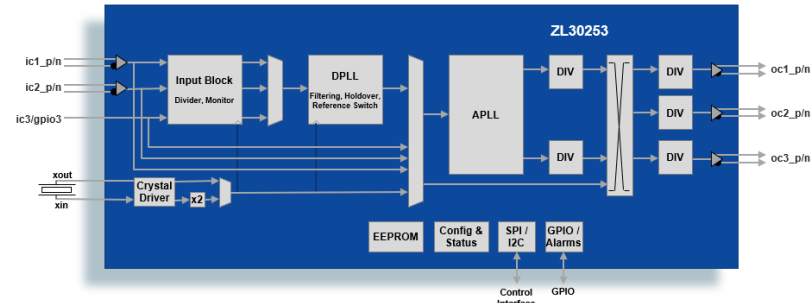 ZL30253
ic1_p/n
ic2_p/n
ic3/gpio3
xout
xin
Input Block
Divider, Monitor
DPLL
Filtering, Holdover,
Reference Switch
APLL
DIV
DIV
DIV
DIV
DIV
oc1_p/n
oc2_p/n
oc3_p/n
Crystal
Driver
x2
EEPROM
Config &
Status
SPI /
I2C
GPIO /
Alarms
Control
Interface
GPIO